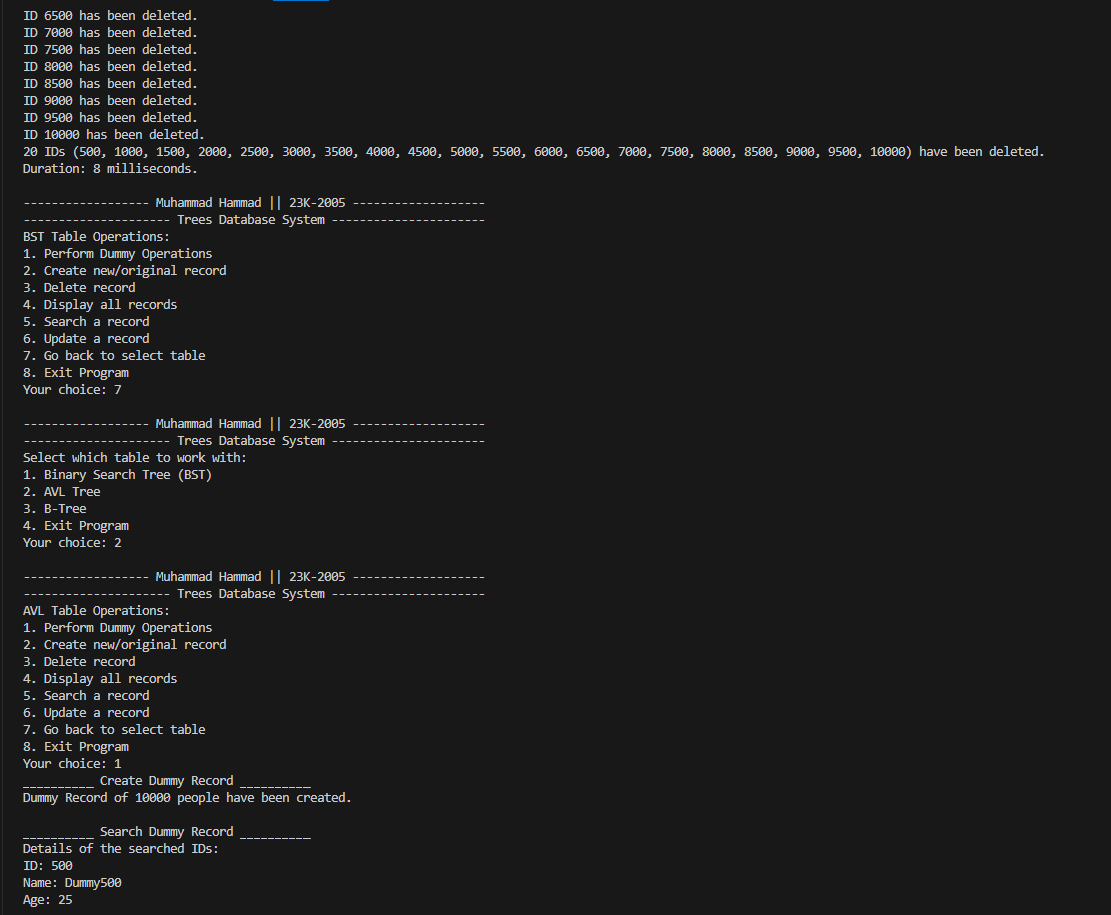 ID 6500 has been deleted.
ID 7000 has been deleted.
ID 7500 has been deleted.
ID 8000 has been deleted.
ID 8500 has been deleted.
ID 9000 has been deleted.
ID 9500 has been deleted.
ID 10000 has been deleted.
20 IDs (500, 1000, 1500, 2000, 2500, 3000, 3500, 4000, 4500, 5000, 5500, 6000, 6500, 7000, 7500, 8000, 8500, 9000, 9500, 10000) have been deleted.
Duration: 8 milliseconds.

------------------ Muhammad Hammad || 23K-2005 -------------------
--------------------- Trees Database System ----------------------
BST Table Operations:
1. Perform Dummy Operations
2. Create new/original record
3. Delete record
4. Display all records
5. Search a record
6. Update a record
7. Go back to select table
8. Exit Program
Your choice: 7

------------------ Muhammad Hammad || 23K-2005 -------------------
--------------------- Trees Database System ----------------------
Select which table to work with:
1. Binary Search Tree (BST)
2. AVL Tree
3. B-Tree
4. Exit Program
Your choice: 2

------------------ Muhammad Hammad || 23K-2005 -------------------
--------------------- Trees Database System ----------------------
AVL Table Operations:
1. Perform Dummy Operations
2. Create new/original record
3. Delete record
4. Display all records
5. Search a record
6. Update a record
7. Go back to select table
8. Exit Program
Your choice: 1
__________ Create Dummy Record __________
Dummy Record of 10000 people have been created.

__________ Search Dummy Record __________
Details of the searched IDs:
ID: 500
Name: Dummy500
Age: 25